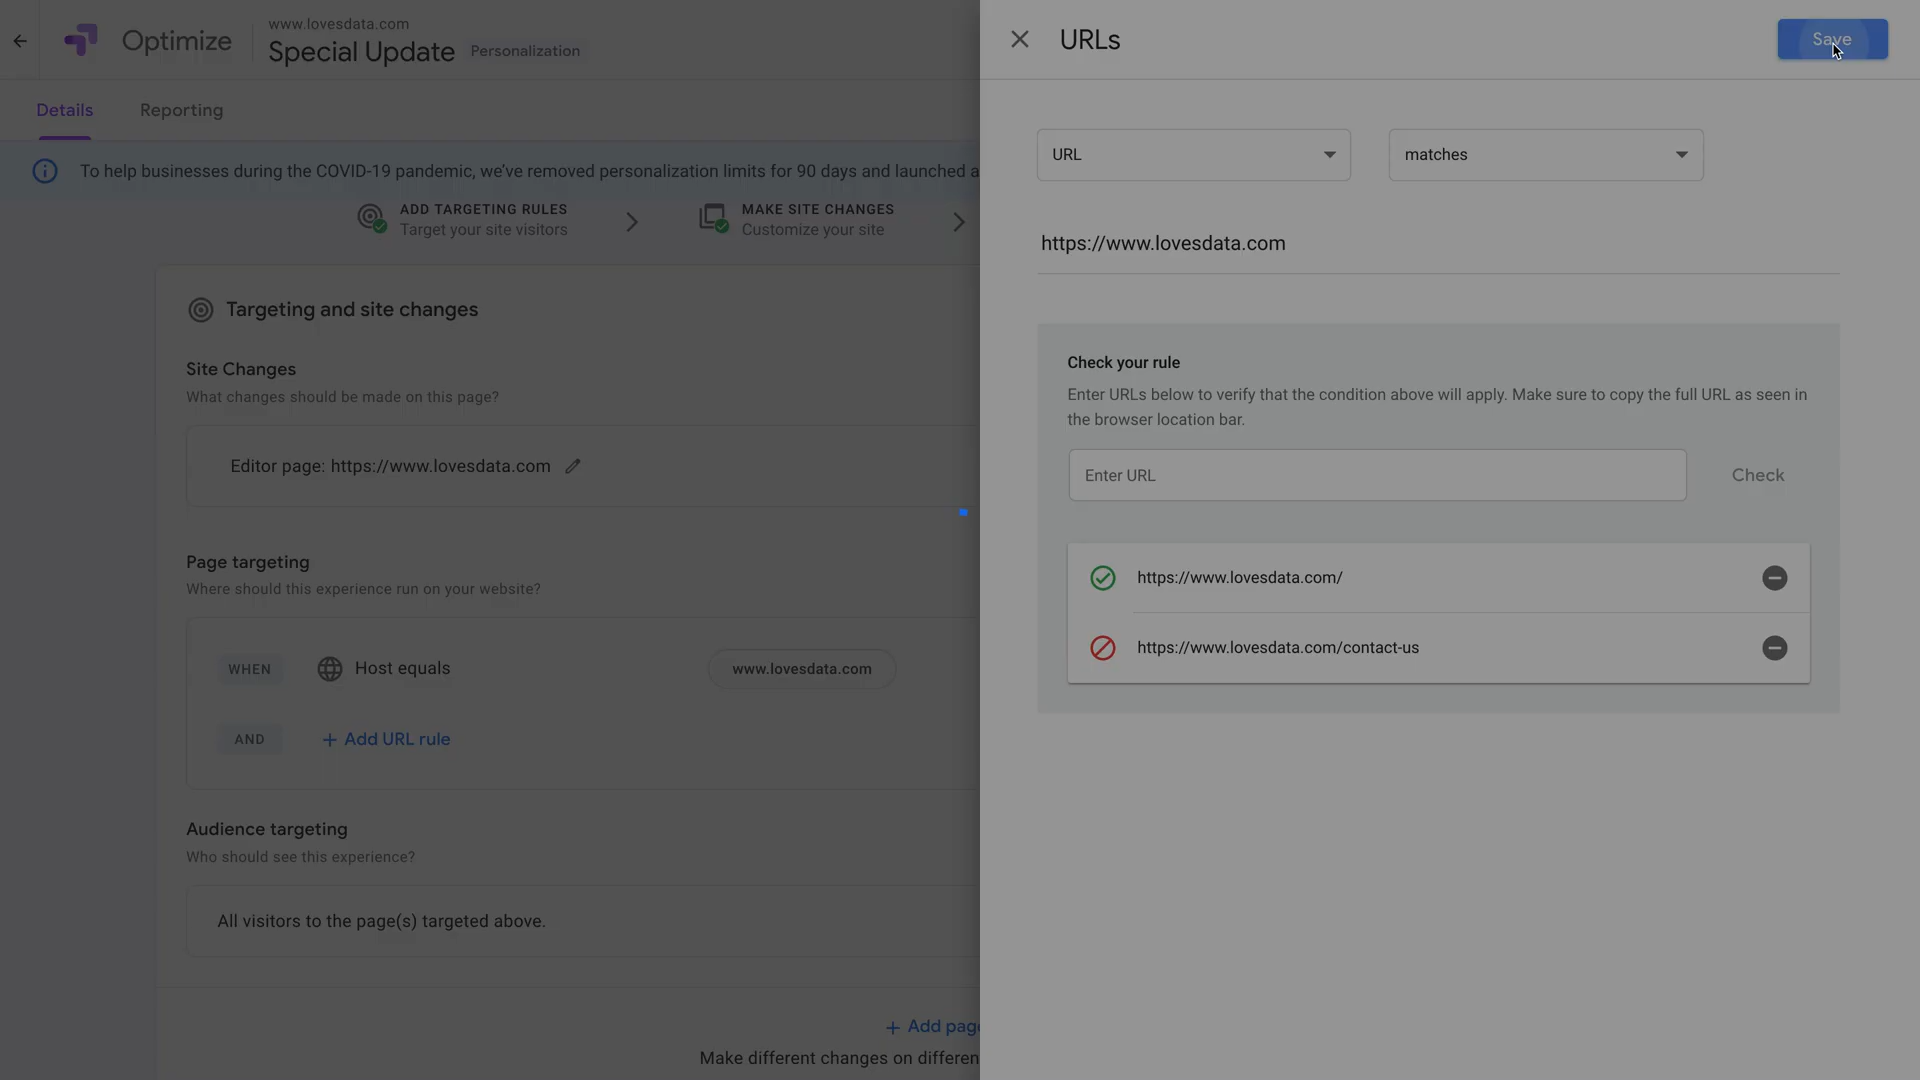 www.lovesdata.com
Optimize
Special Update
Personalization
Details
Reporting
To help businesses during the COVID-19 pandemic, we've removed personalization limits for 90 days and launched a
ADD TARGETING RULES
Target your site visitors
MAKE SITE CHANGES
Customize your site
Targeting and site changes
Site Changes
What changes should be made on this page?
Editor page: https://www.lovesdata.com
Page targeting
Where should this experience run on your website?
WHEN
Host equals
www.lovesdata.com
AND
+ Add URL rule
Audience targeting
Who should see this experience?
All visitors to the page(s) targeted above.
+ Add page
Make different changes on differen
URLs
Save
URL
matches
https://www.lovesdata.com
Check your rule
Enter URLs below to verify that the condition above will apply. Make sure to copy the full URL as seen in
the browser location bar.
Enter URL
Check
https://www.lovesdata.com/
https://www.lovesdata.com/contact-us